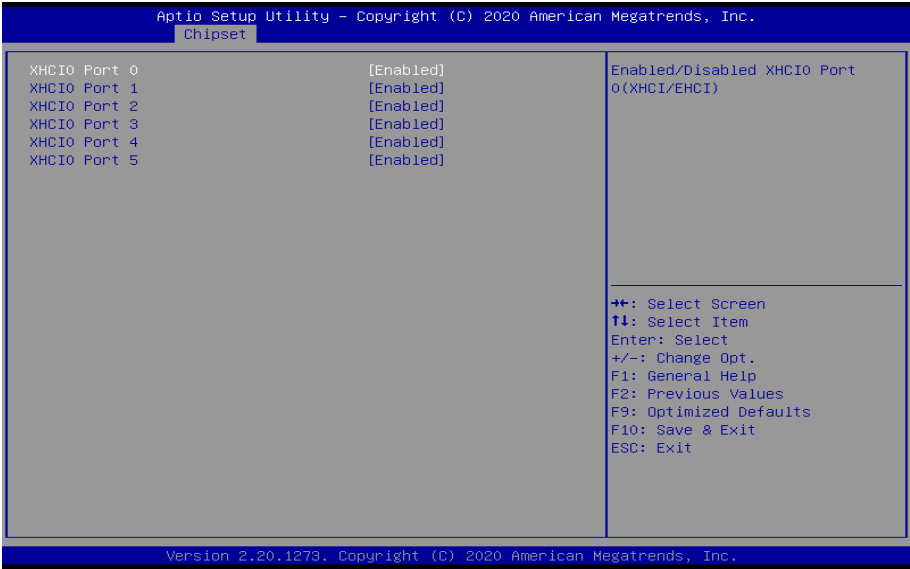 Aptio Setup Utility – Copyright (C) 2020 American Megatrends, Inc.
Chipset
XHCI0 Port 0 [Enabled]
XHCI0 Port 1 [Enabled]
XHCI0 Port 2 [Enabled]
XHCI0 Port 3 [Enabled]
XHCI0 Port 4 [Enabled]
XHCI0 Port 5 [Enabled]
Enabled/Disabled XHCI0 Port
0(XHCI/EHCI)
→←: Select Screen
↑↓: Select Item
Enter: Select
+/-: Change Opt.
F1: General Help
F2: Previous Values
F9: Optimized Defaults
F10: Save & Exit
ESC: Exit
Version 2.20.1273. Copyright (C) 2020 American Megatrends, Inc.